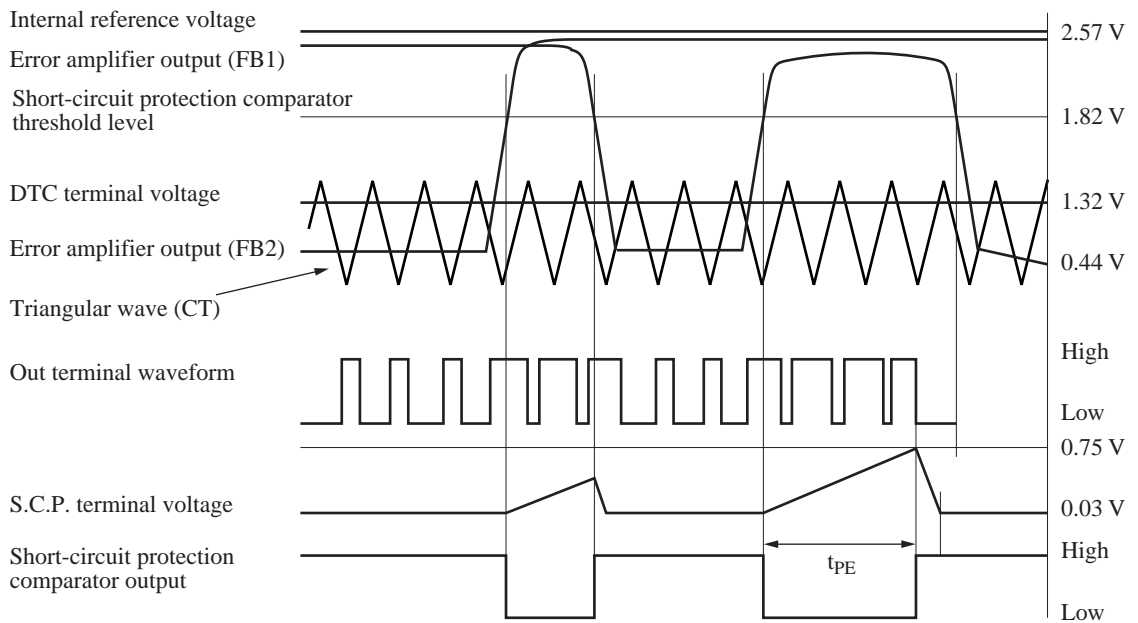 Internal reference voltage
2.57 V
Error amplifier output (FB1)
Short-circuit protection comparator
threshold level
1.82 V
DTC terminal voltage
1.32 V
Error amplifier output (FB2)
0.44 V
Triangular wave (CT)
High
Out terminal waveform
Low
0.75 V
S.C.P. terminal voltage
0.03 V
High
Short-circuit protection
comparator output
tPE
Low